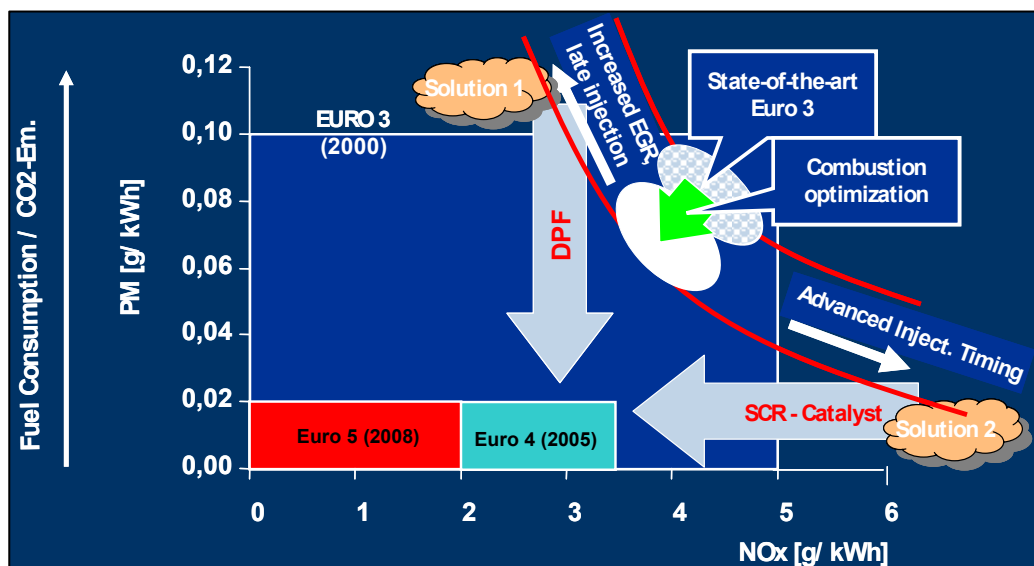 Fuel Consumption / CO2-Em.
PM [g/ kWh]
0,12
0,10
0,08
0,06
0,04
0,02
0,00
0
1
2
3
4
5
6
NOx [g/ kWh]
EURO 3
(2000)
Solution 1
DPF
Increased EGR,
late injection
State-of-the-art
Euro 3
Combustion
optimization
Advanced Inject. Timing
SCR - Catalyst
Solution 2
Euro 5 (2008)
Euro 4 (2005)